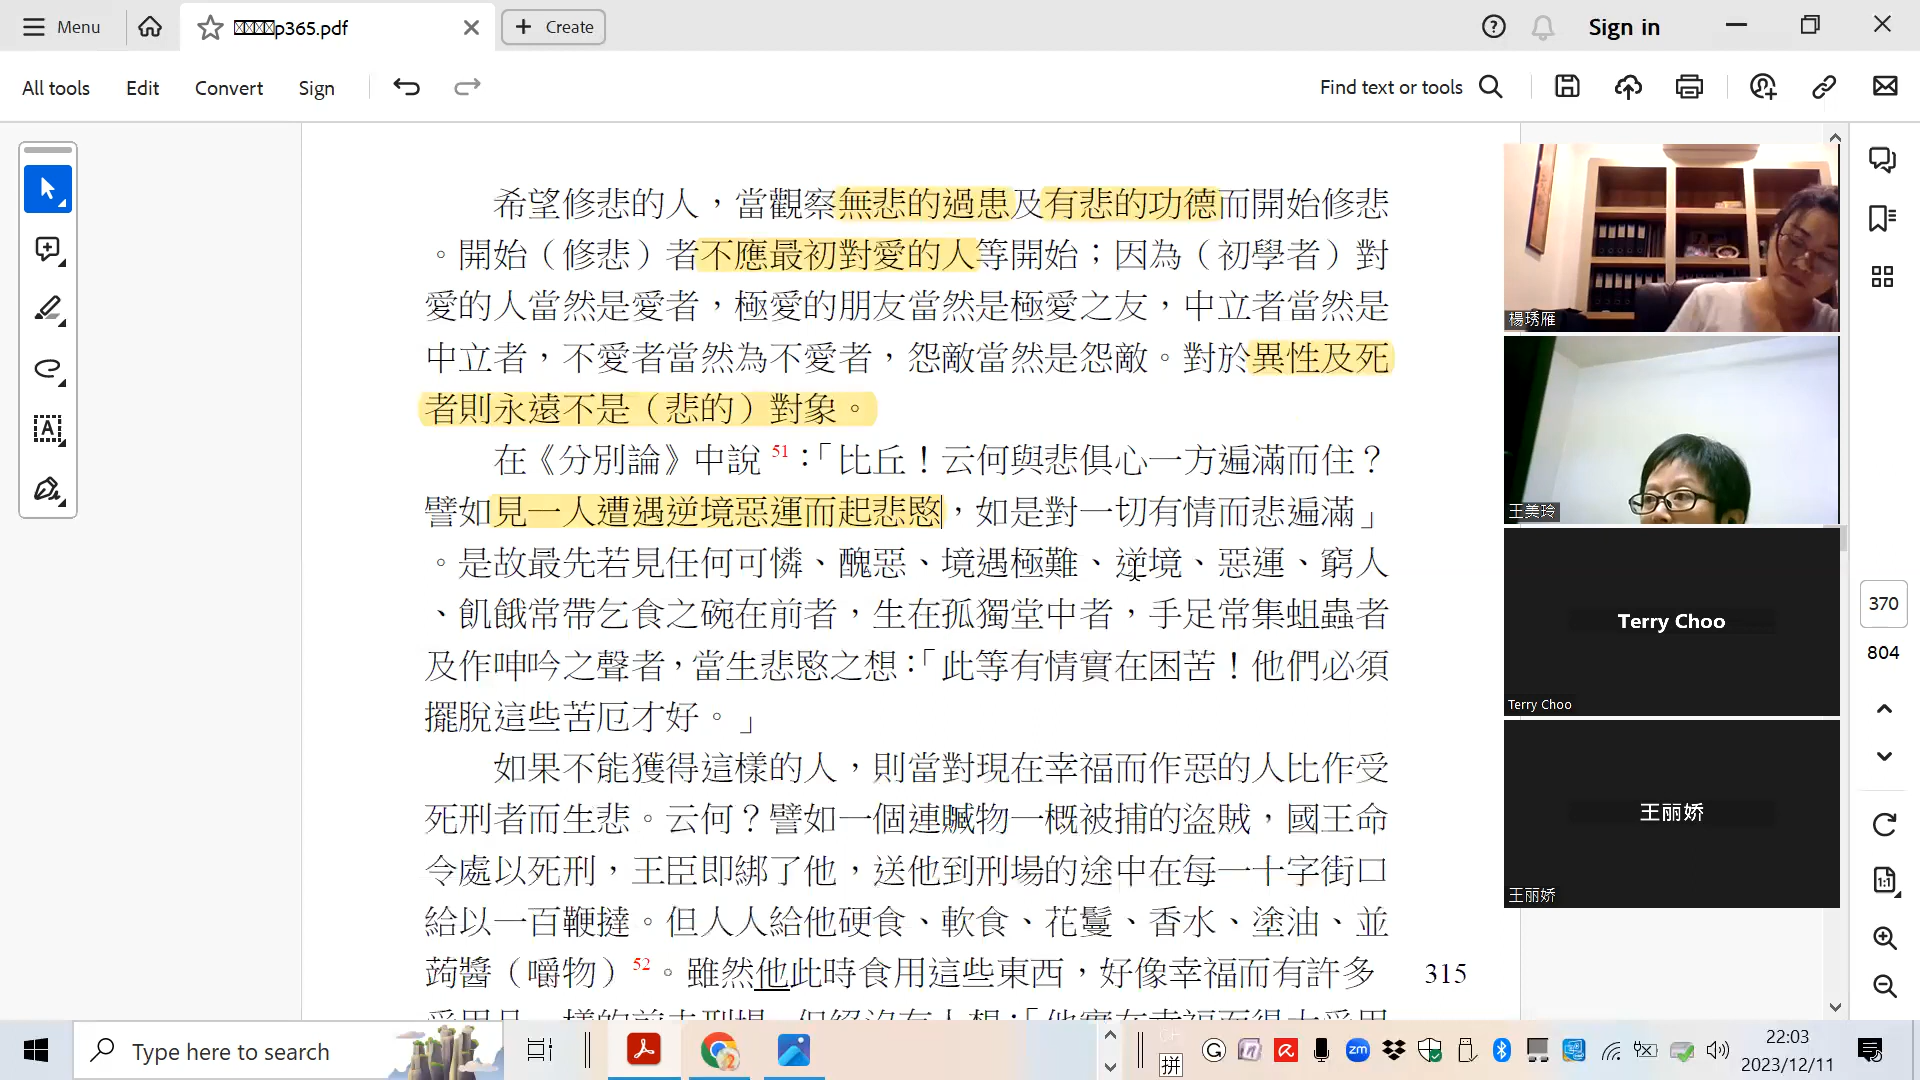 Menu
p365.pdf
Create
Sign in
All tools
Edit
Convert
Sign
Find text or tools
希望修悲的人，當觀察無悲的過患及有悲的功德而開始修悲
。開始（修悲）者不應最初對愛的人等開始；因為（初學者）對
愛的人當然是愛者，極愛的朋友當然是極愛之友，中立者當然是
中立者，不愛者當然為不愛者，怨敵當然是怨敵。對於異性及死
者則永遠不是（悲的）對象。
在《分別論》中說 51：「比丘！云何與悲俱心一方遍滿而住？
譬如見一人遭遇逆境惡運而起悲愍，如是對一切有情而悲遍滿」
。是故最先若見任何可憐、醜惡、境遇極難、逆境、惡運、窮人
、飢餓常帶乞食之碗在前者，生在孤獨堂中者，手足常集蛆蟲者
及作呻吟之聲者，當生悲愍之想：「此等有情實在困苦！他們必須
擺脫這些苦厄才好。」
如果不能獲得這樣的人，則當對現在幸福而作惡的人比作受
死刑者而生悲。云何？譬如一個連贓物一概被捕的盜賊，國王命
令處以死刑，王臣即綁了他，送他到刑場的途中在每一十字街口
給以一百鞭撻。但人人給他硬食、軟食、花鬘、香水、塗油、並
蒟醬（嚼物）52。雖然他此時食用這些東西，好像幸福而有許多
315
楊琇雁
王美玲
Terry Choo
Terry Choo
王丽娇
王丽娇
370
804
1:1
Type here to search
拼
zm
22:03
2023/12/11